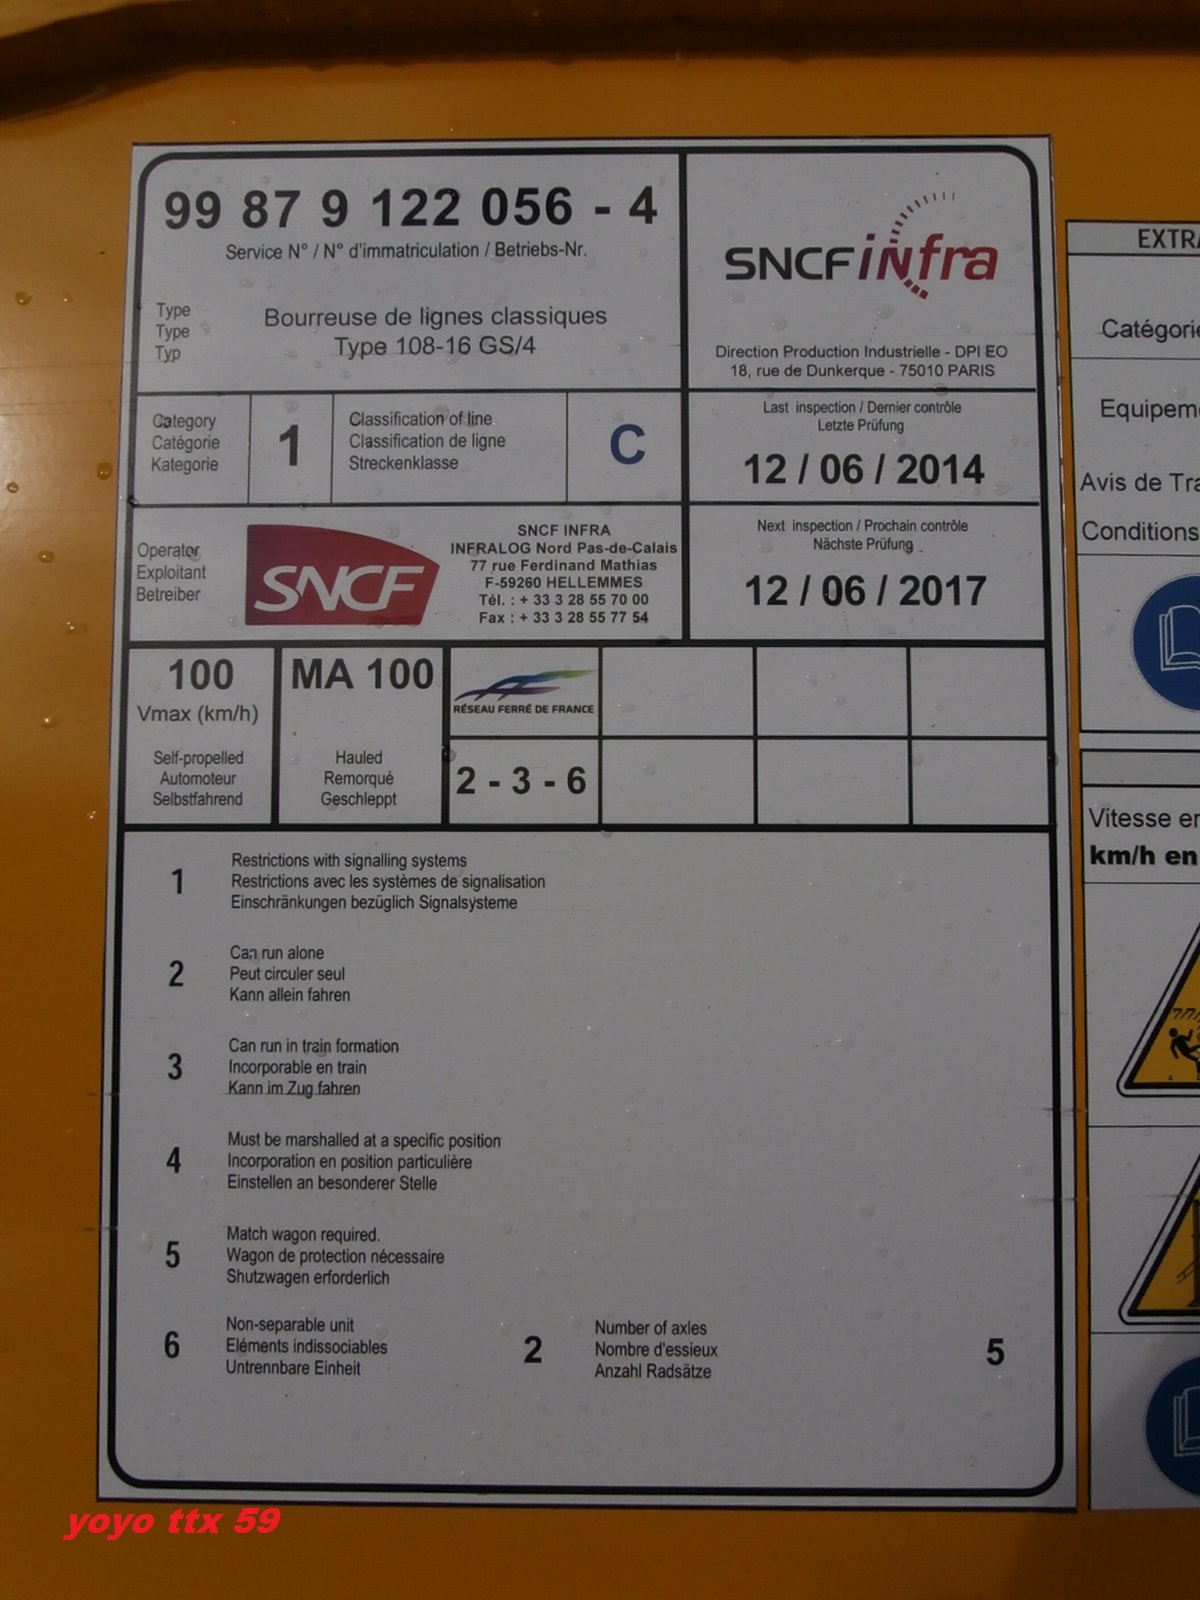 99 87 9 122 056 - 4
Service N° / N° d'immatriculation / Betriebs-Nr.
Type
Type
Typ
Bourreuse de lignes classiques
Type 108-16 GS/4
SNCF infra
Direction Production Industrielle - DPI EO
18, rue de Dunkerque - 75010 PARIS
Category
Catégorie
Kategorie
1
Classification of line
Classification de ligne
Streckenklasse
C
Last inspection / Dernier contrôle
Letzte Prüfung
12 / 06 / 2014
Operator
Exploitant
Betreiber
SNCF
SNCF INFRA
INFRALOG Nord Pas-de-Calais
77 rue Ferdinand Mathias
F-59260 HELLEMMES
Tél. : + 33 3 28 55 70 00
Fax : + 33 3 28 55 77 54
Next inspection / Prochain contrôle
Nächste Prüfung
12 / 06 / 2017
100
Vmax (km/h)
Self-propelled
Automoteur
Selbstfahrend
MA 100
Hauled
Remorqué
Geschleppt
RÉSEAU FERRÉ DE FRANCE
2 - 3 - 6
1
Restrictions with signalling systems
Restrictions avec les systèmes de signalisation
Einschränkungen bezüglich Signalsysteme
2
Can run alone
Peut circuler seul
Kann allein fahren
3
Can run in train formation
Incorporable en train
Kann im Zug fahren
4
Must be marshalled at a specific position
Incorporation en position particulière
Einstellen an besonderer Stelle
5
Match wagon required.
Wagon de protection nécessaire
Shutzwagen erforderlich
6
Non-separable unit
Eléments indissociables
Untrennbare Einheit
2
Number of axles
Nombre d'essieux
Anzahl Radsätze
5
EXTRA
Catégorie
Equipem
Avis de Tra
Conditions
Vitesse en
km/h en
yoyo ttx 59